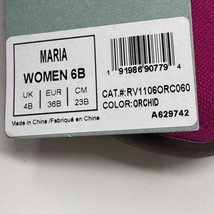 MARIA
WOMEN 6B
UK EUR CM
4B 36B 23B
Made in China /Fabriqué en China
1 91986 90779 4
CAT.#:RV1106ORC060
COLOR:ORCHID
A629742